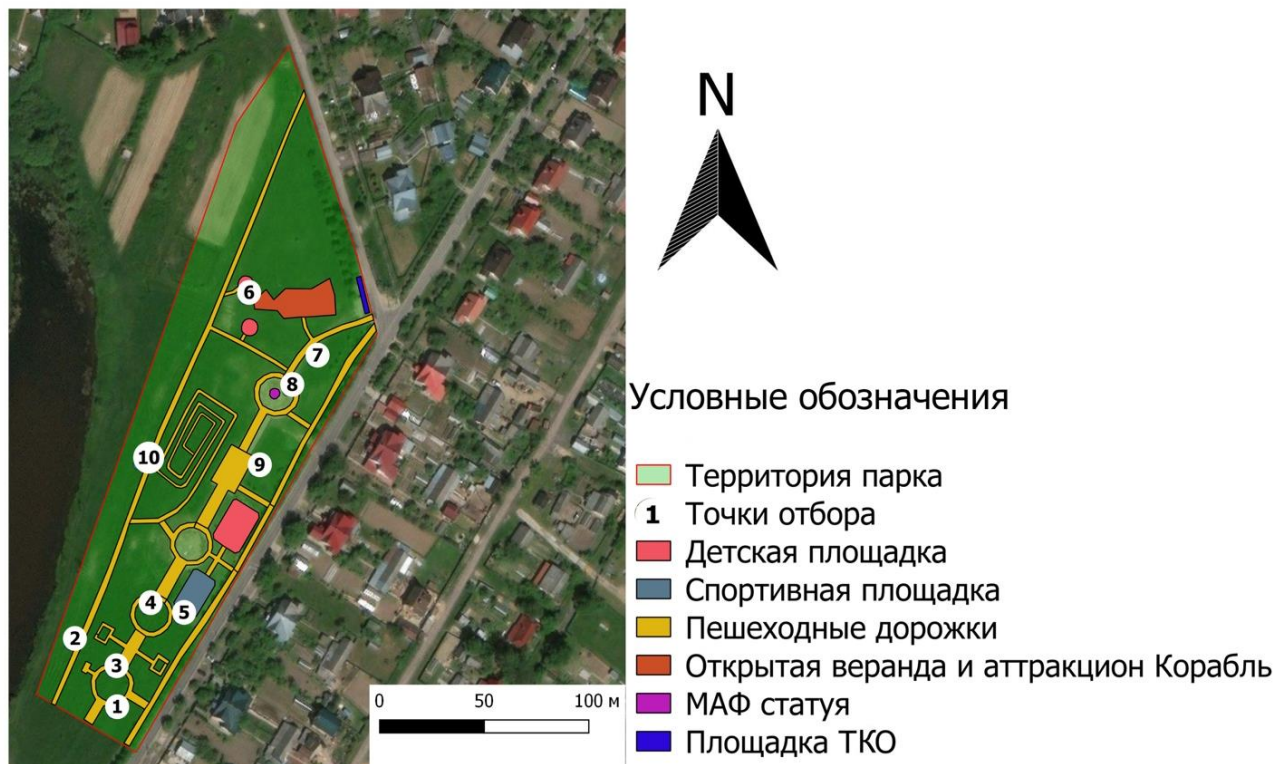 N
6
7
8
10
9
4
5
2
3
1
0 50 100 м
Условные обозначения
Территория парка
1 Точки отбора
Детская площадка
Спортивная площадка
Пешеходные дорожки
Открытая веранда и аттракцион Корабль
МАФ статуя
Площадка ТКО